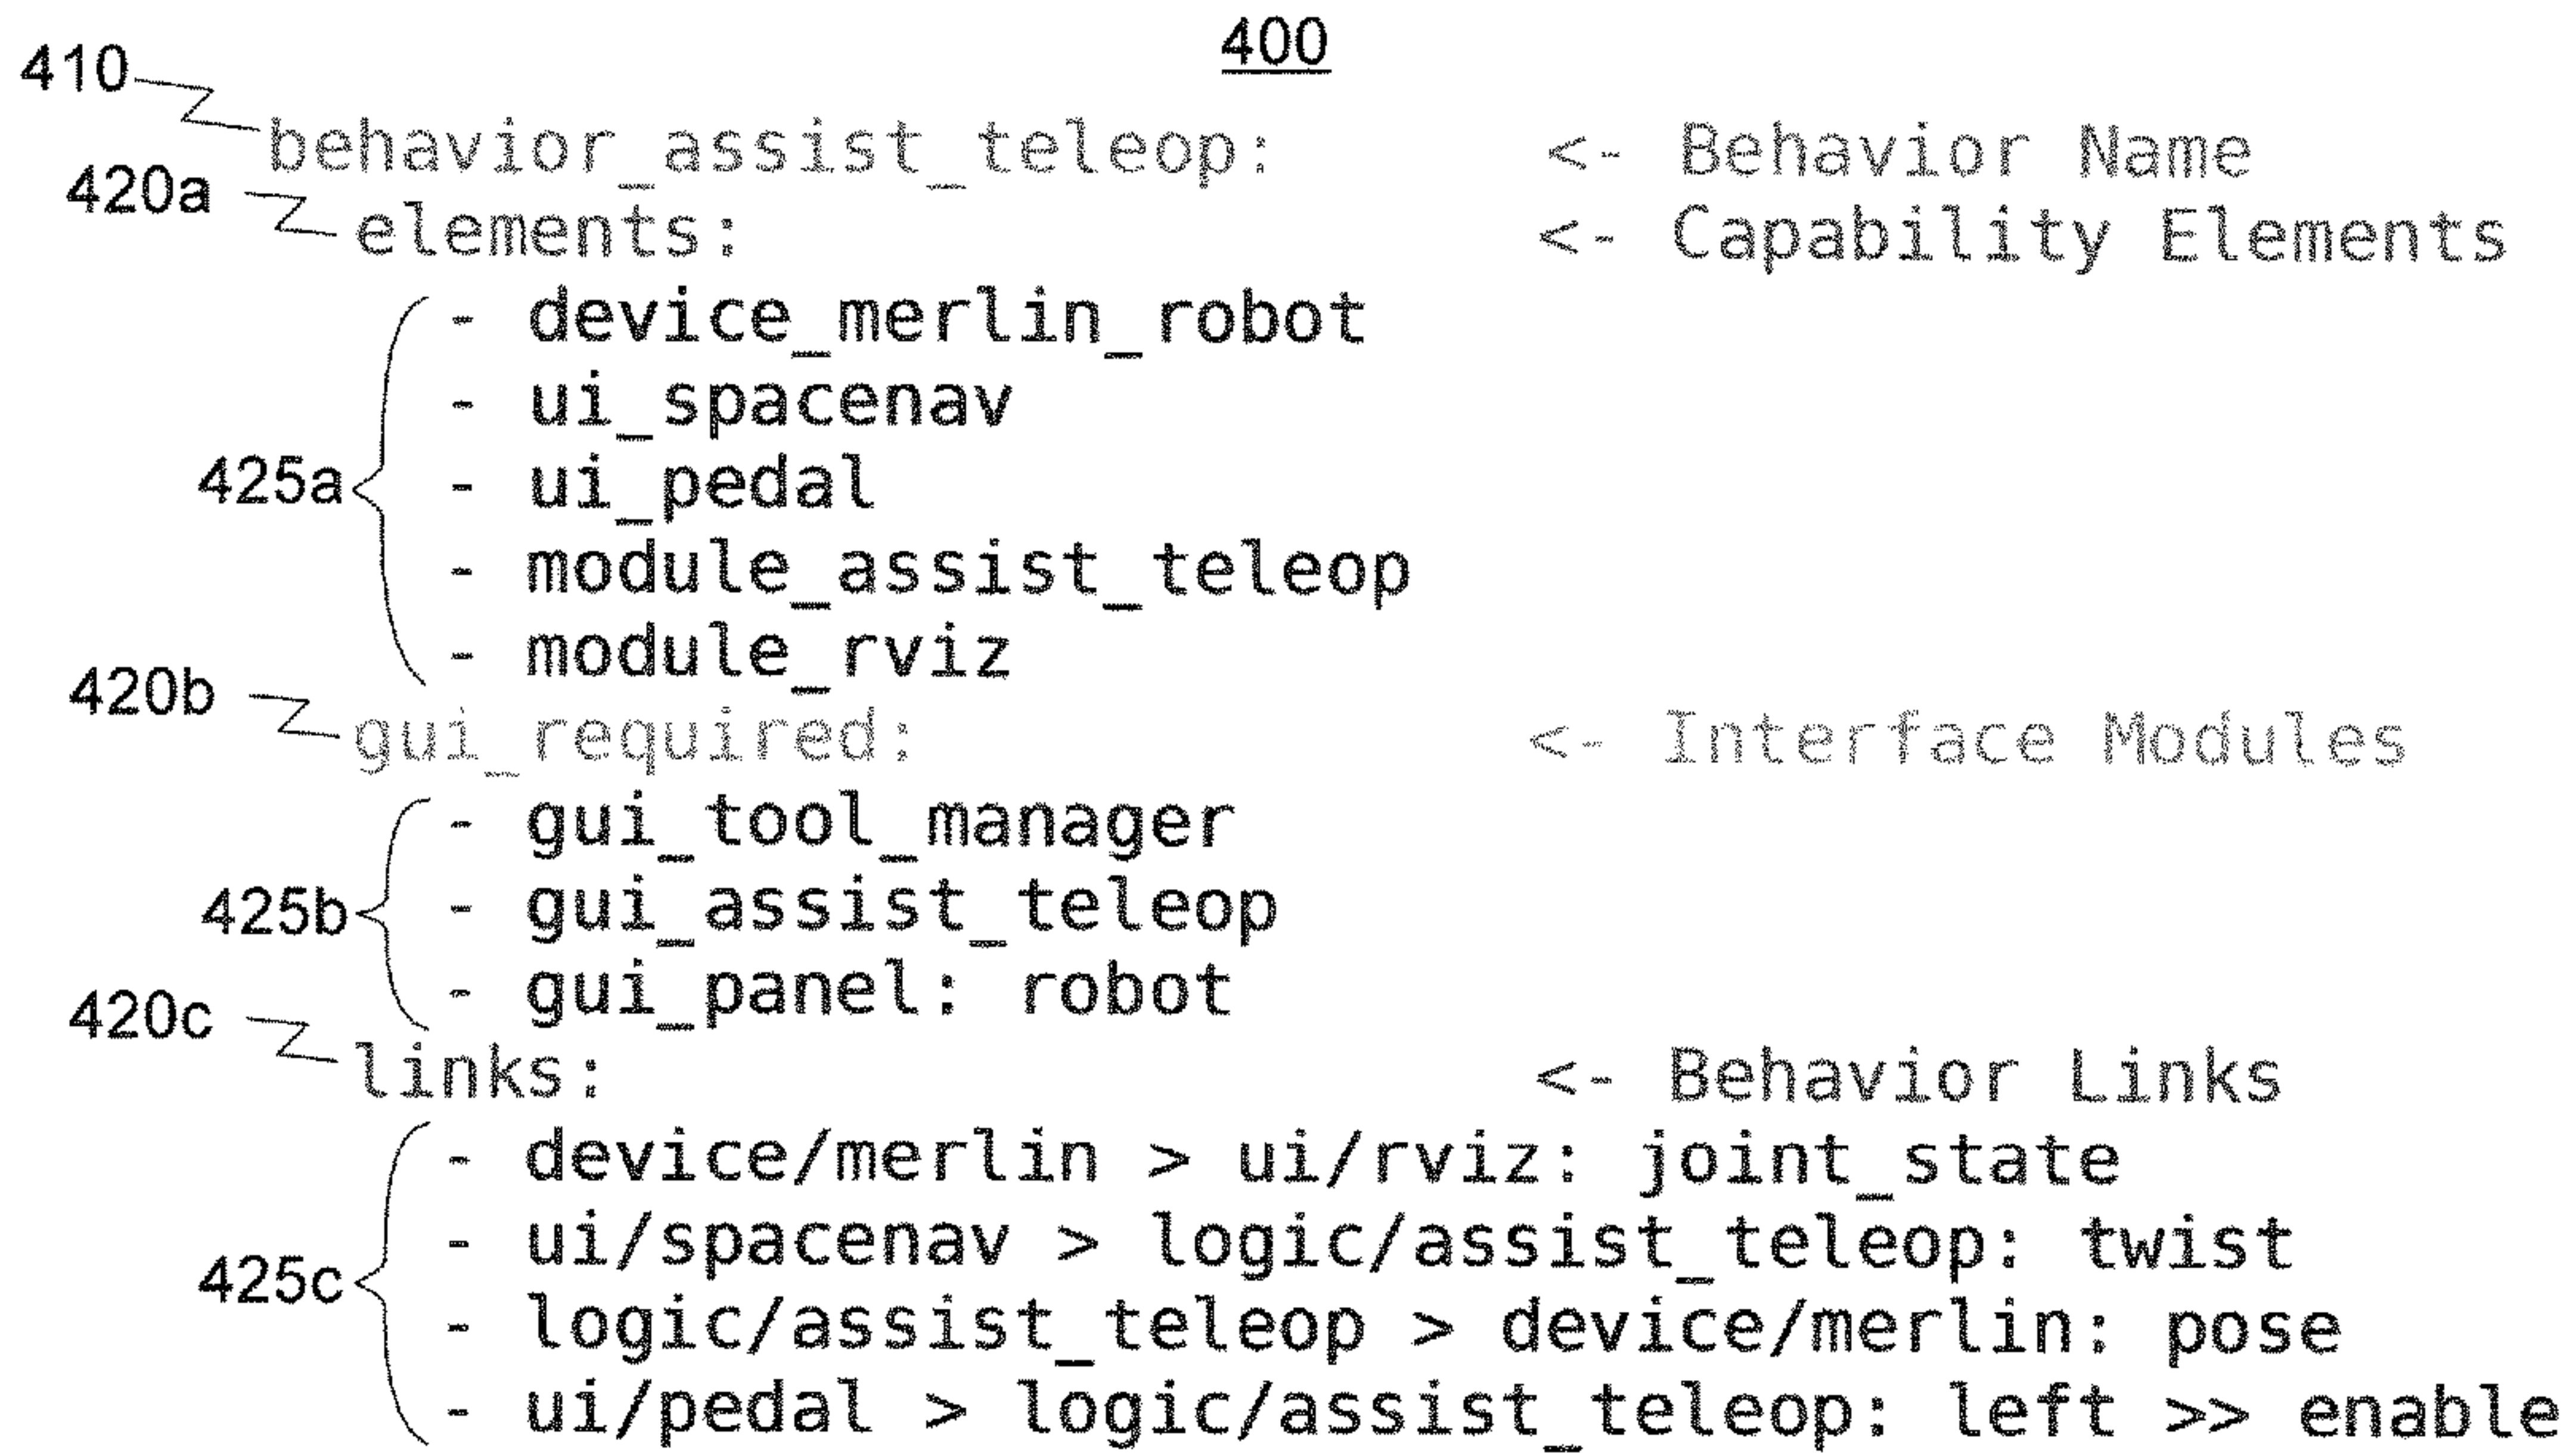 400
410
behavior_assist_teleop: <- Behavior Name
420a
elements: <- Capability Elements
- device_merlin_robot
- ui_spacenav
425a - ui_pedal
- module_assist_teleop
- module_rviz
420b
gui_required: <- Interface Modules
- gui_tool_manager
425b - gui_assist_teleop
- gui_panel: robot
420c
links: <- Behavior Links
- device/merlin > ui/rviz: joint_state
- ui/spacenav > logic/assist_teleop: twist
425c
- logic/assist_teleop > device/merlin: pose
- ui/pedal > logic/assist_teleop: left >> enable